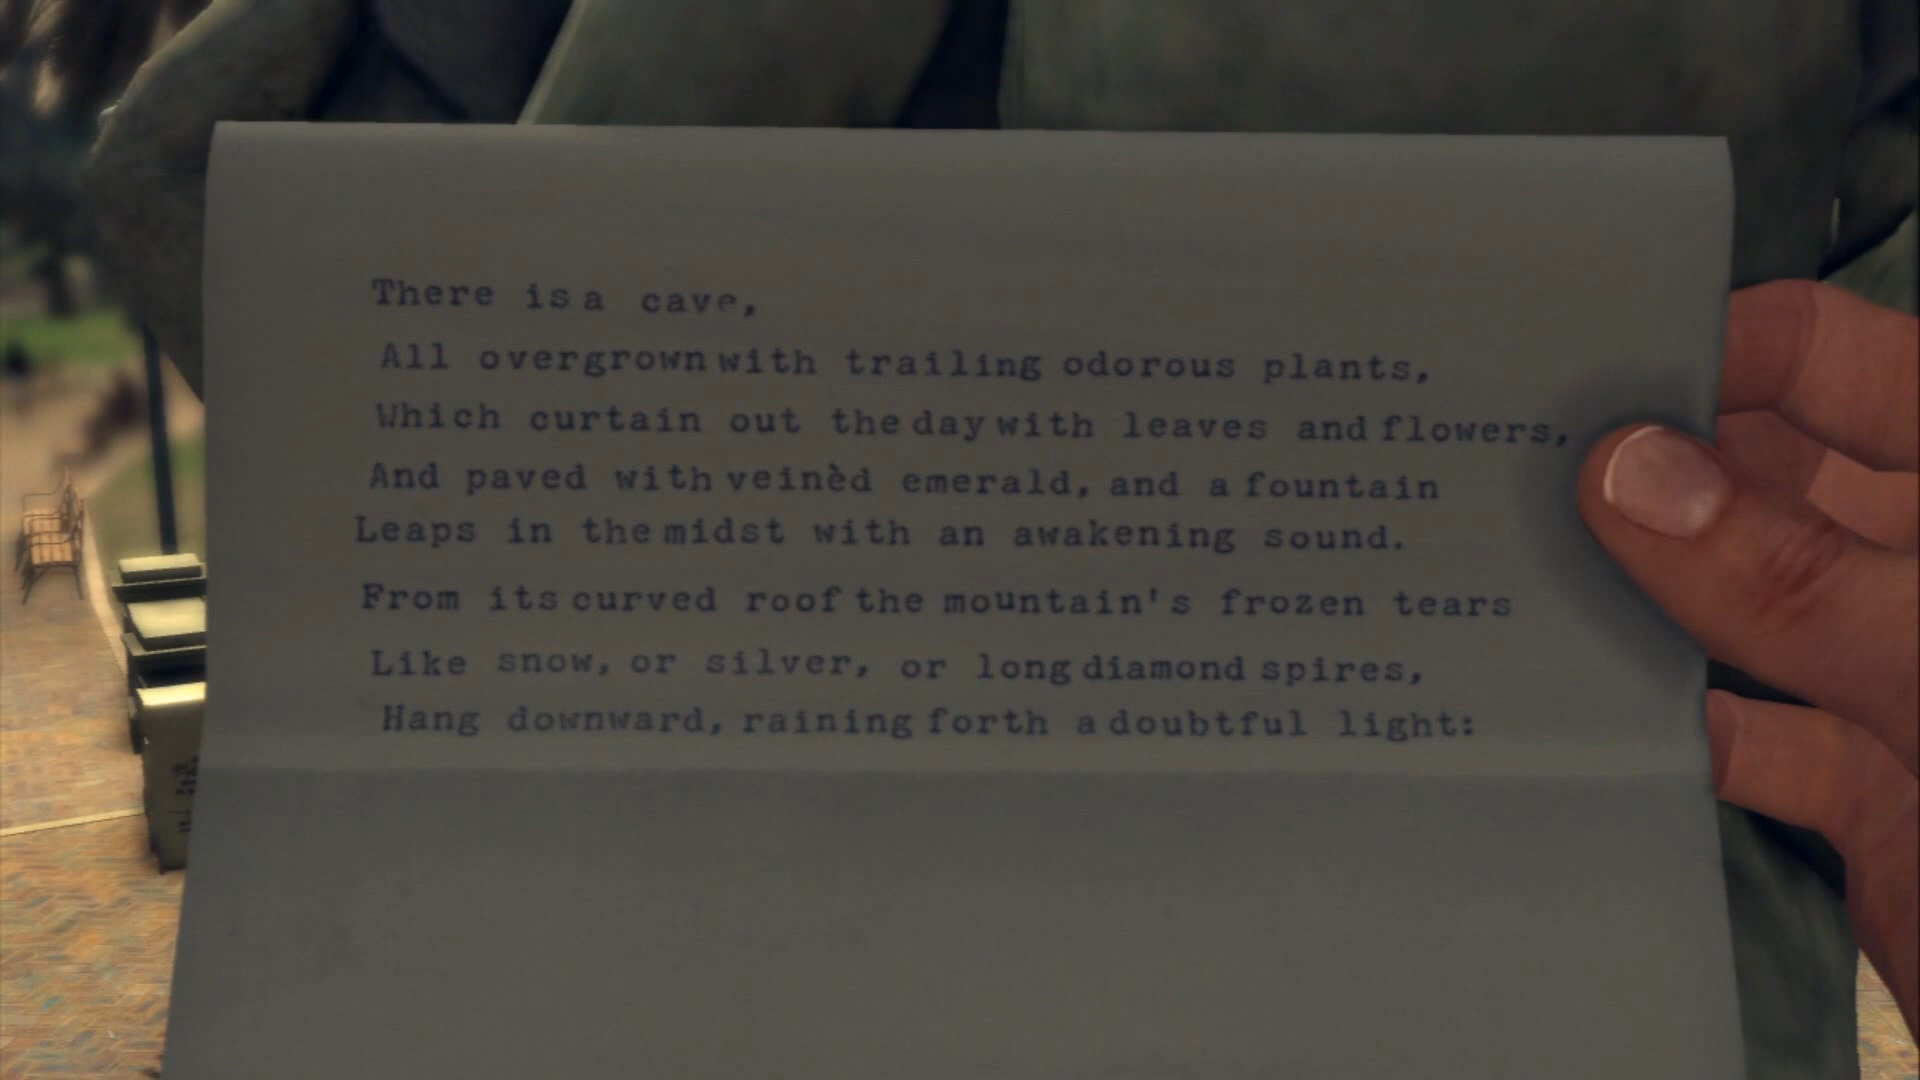 There is a cave,
All overgrown with trailing odorous plants,
Which curtain out the day with leaves and flowers,
And paved with veinèd emerald, and a fountain
Leaps in the midst with an awakening sound.
From its curved roof the mountain's frozen tears
Like snow, or silver, or long diamond spires,
Hang downward, raining forth a doubtful light: